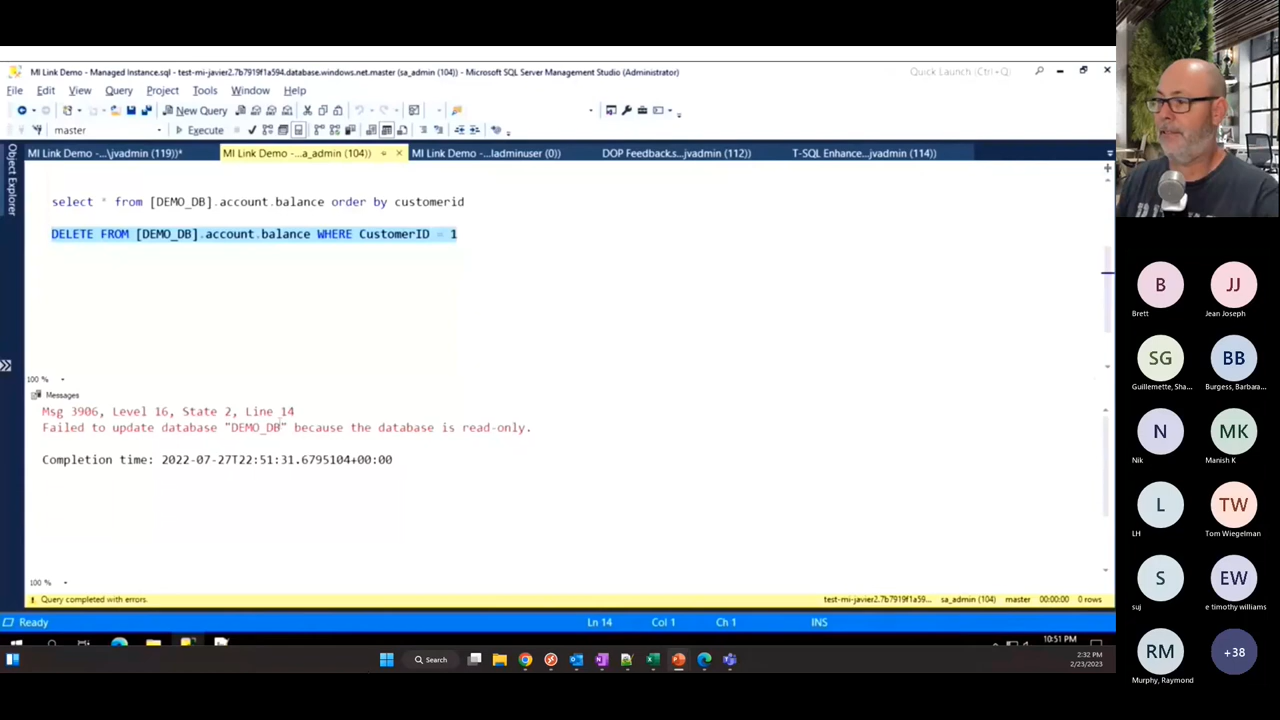 MI Link Demo - Managed Instance.sql - test-mi-javier2.7b7919f1a594.database.windows.net.master (sa_admin (104)) - Microsoft SQL Server Management Studio (Administrator)
Quick Launch (Ctrl+Q)
File Edit View Query Project Tools Window Help
New Query
master
Execute
MI Link Demo -...\jvadmin (119))*
MI Link Demo -...a_admin (104))
MI Link Demo -...ladminuser (0))
DOP Feedback.s...jvadmin (112))
T-SQL Enhance...jvadmin (114))
Object Explorer
select * from [DEMO_DB].account.balance order by customerid
DELETE FROM [DEMO_DB].account.balance WHERE CustomerID = 1
100 %
Messages
Msg 3906, Level 16, State 2, Line 14
Failed to update database "DEMO_DB" because the database is read-only.
Completion time: 2022-07-27T22:51:31.6795104+00:00
100 %
Query completed with errors.
test-mi-javier2.7b7919f1a59... sa_admin (104) master 00:00:00 0 rows
Ready
Ln 14 Col 1 Ch 1 INS
10:51 PM
Search
2:32 PM
2/23/2023
B
Brett
JJ
Jean Joseph
SG
Guillemette, Sha...
BB
Burgess, Barbara...
N
Nik
MK
Manish K
L
LH
TW
Tom Wiegelman
S
suj
EW
e timothy williams
RM
Murphy, Raymond
+38